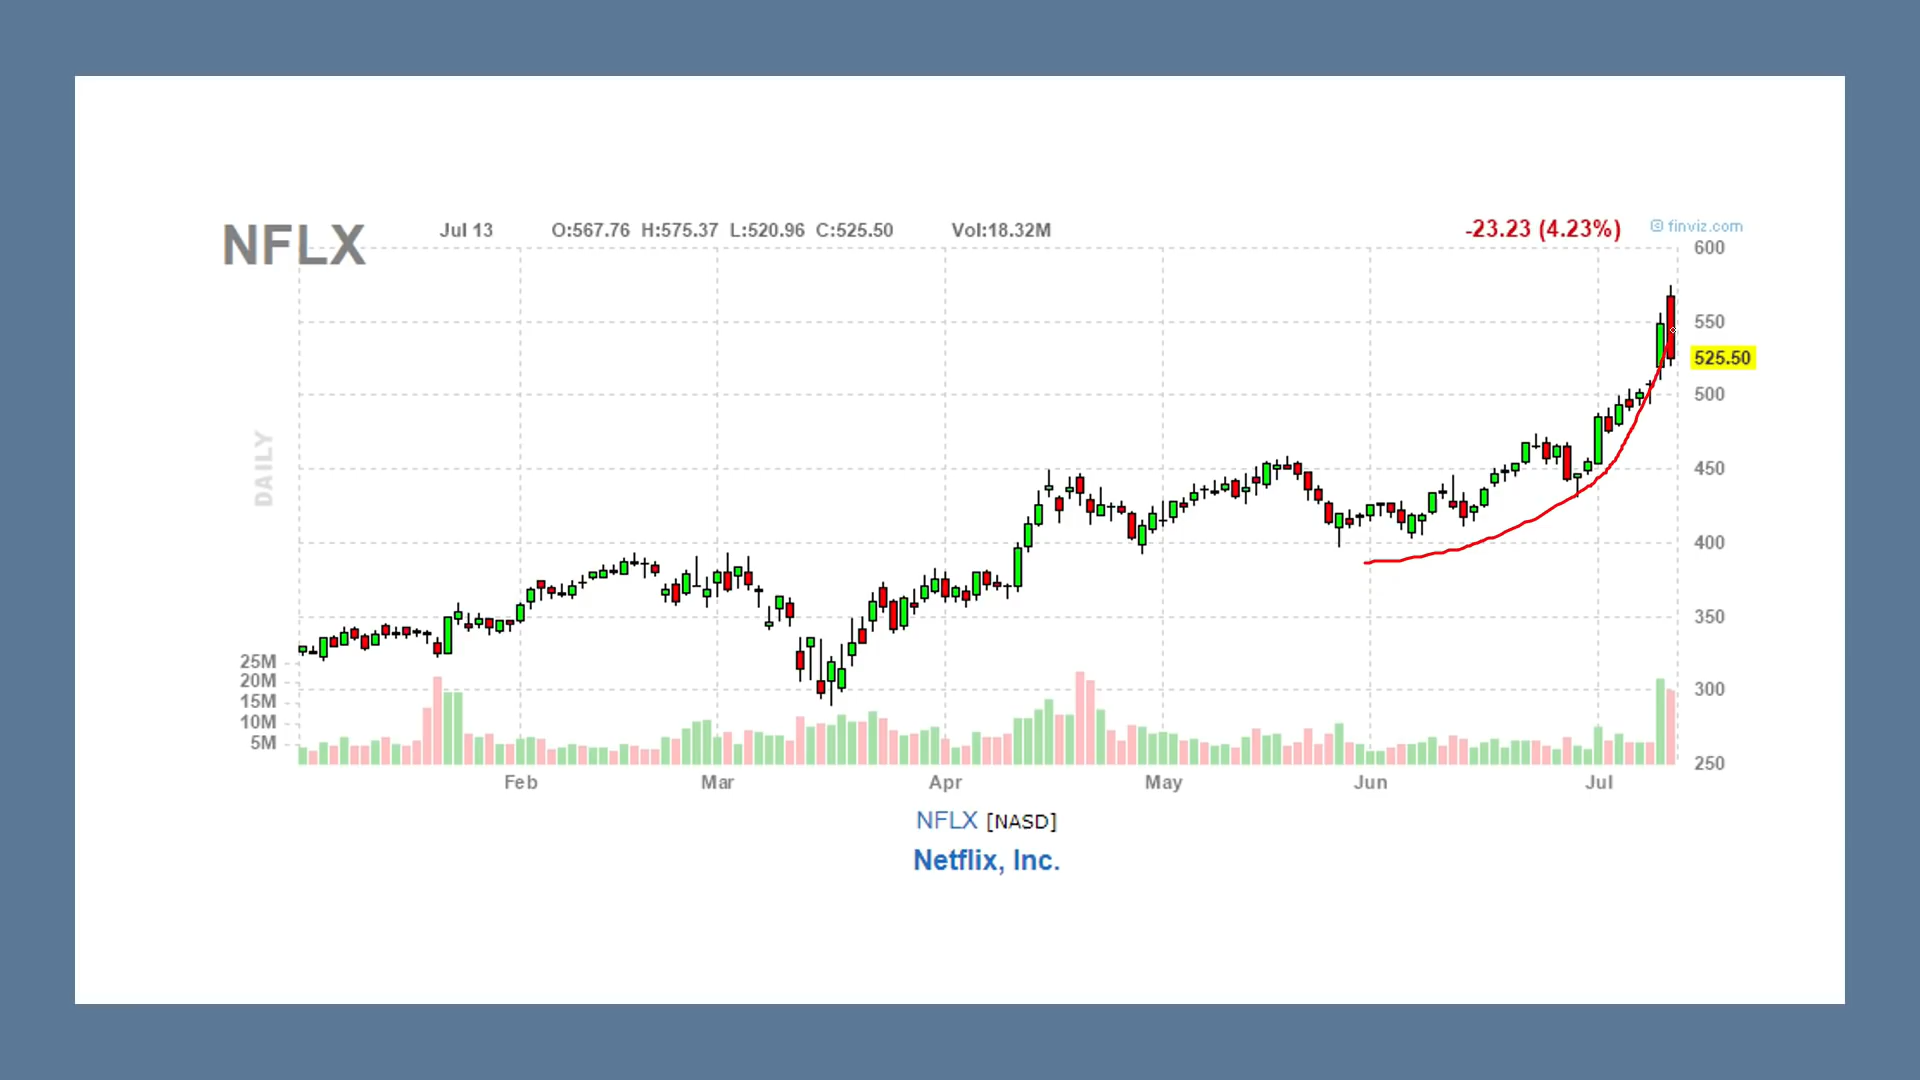 NFLX Jul 13 O:567.76 H:575.37 L:520.96 C:525.50 Vol:18.32M -23.23 (4.23%) © finviz.com
600
550
525.50
500
450
400
350
300
250
DAILY
25M
20M
15M
10M
5M
Feb Mar Apr May Jun Jul
NFLX [NASD]
Netflix, Inc.